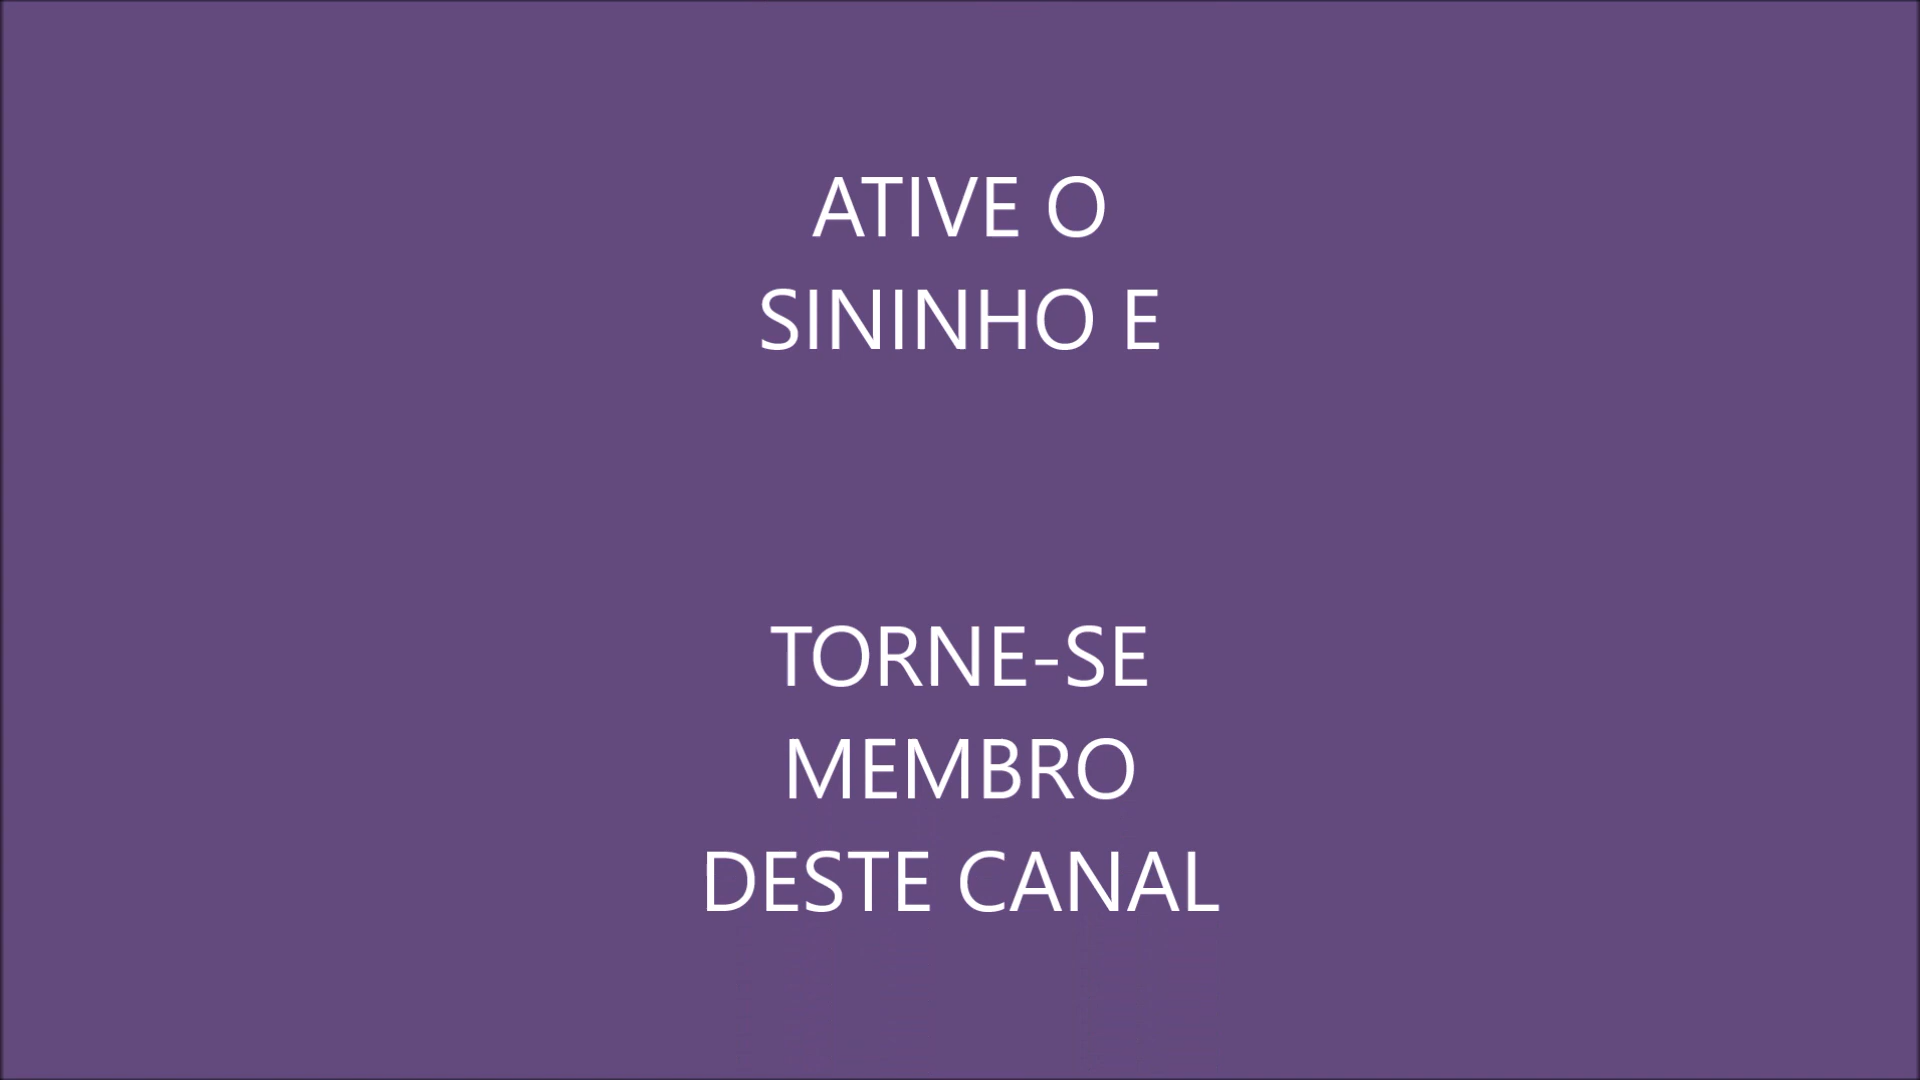 ATIVE O
SININHO E
TORNE-SE
MEMBRO
DESTE CANAL